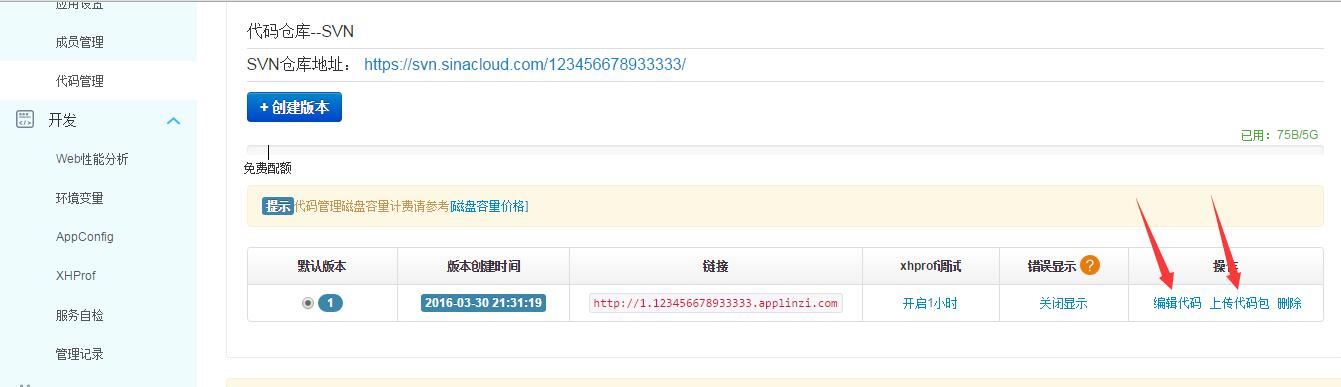 应用设置
成员管理
代码管理
开发
Web性能分析
环境变量
AppConfig
XHProf
服务自检
管理记录
代码仓库--SVN
SVN仓库地址： https://svn.sinacloud.com/123456678933333/
+ 创建版本
已用：75B/5G
免费配额
提示 代码管理磁盘容量计费请参考[磁盘容量价格]
默认版本 版本创建时间 链接 xhprof调试 错误显示 ? 操作
1 2016-03-30 21:31:19 http://1.123456678933333.applinzi.com 开启1小时 关闭显示 编辑代码 上传代码包 删除